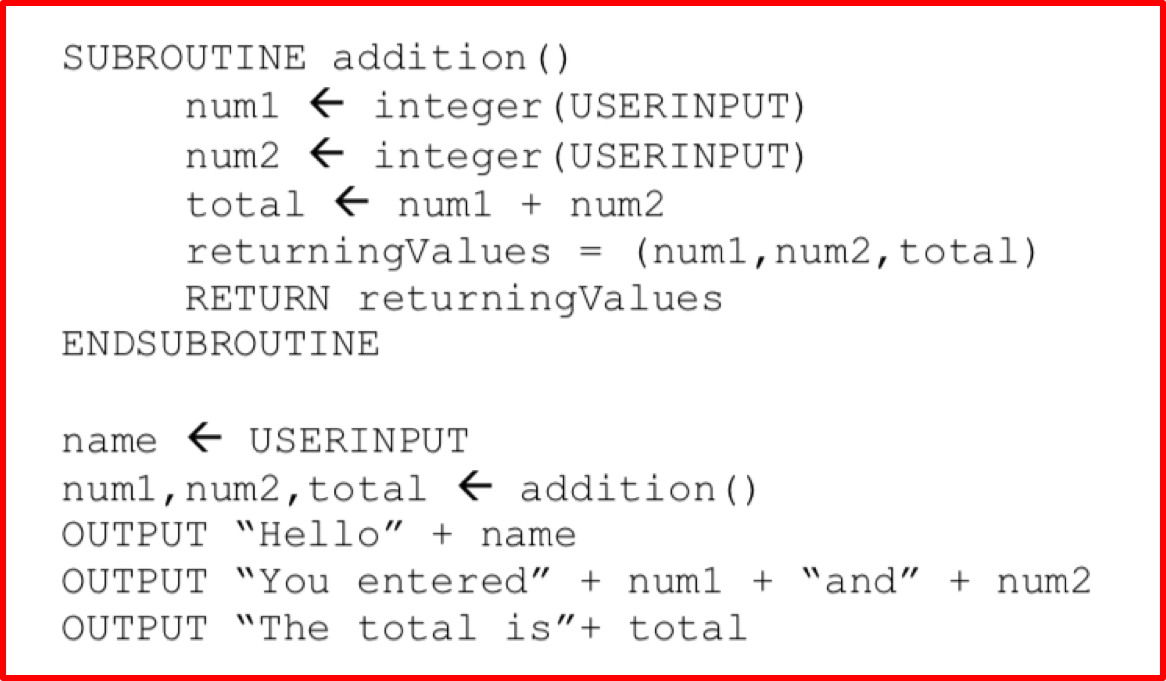 SUBROUTINE addition()
num1 ← integer(USERINPUT)
num2 ← integer(USERINPUT)
total ← num1 + num2
returningValues = (num1,num2,total)
RETURN returningValues
ENDSUBROUTINE
name ← USERINPUT
num1,num2,total ← addition()
OUTPUT “Hello” + name
OUTPUT “You entered” + num1 + “and” + num2
OUTPUT “The total is”+ total